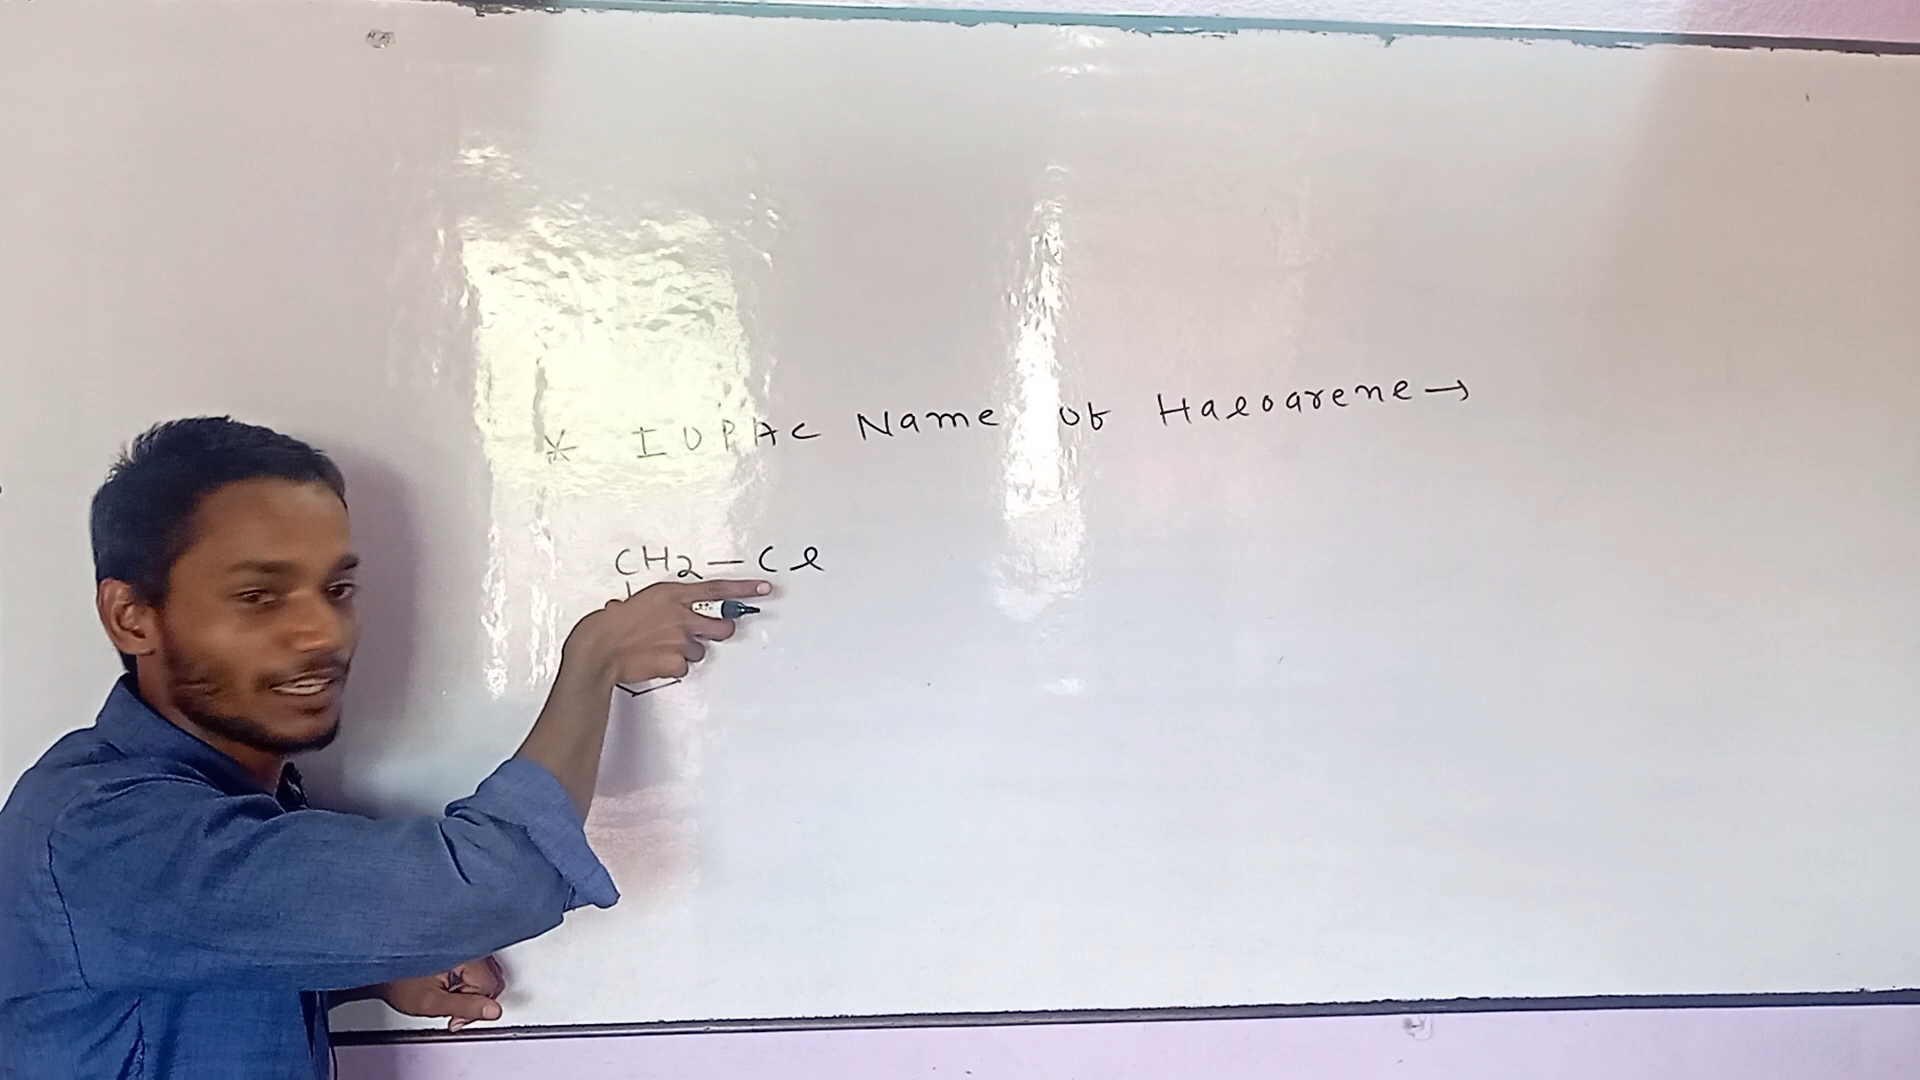 * IUPAC Name of Haloarene →
CH2 — Cl